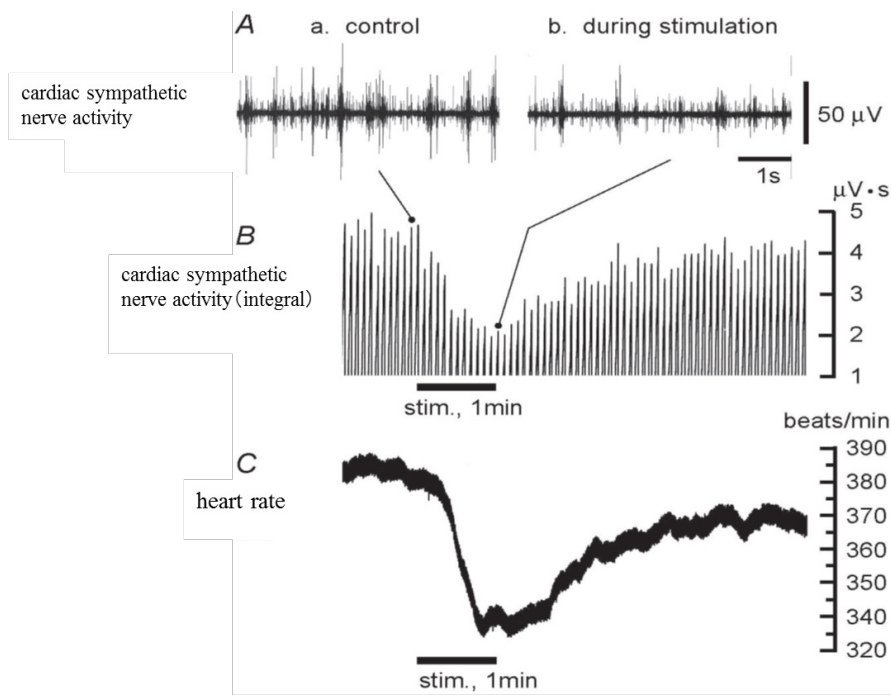 A
a. control
b. during stimulation
cardiac sympathetic
nerve activity
50 µV
1s
µV•s
B
5
4
3
2
1
cardiac sympathetic
nerve activity(integral)
stim., 1min
beats/min
C
390
380
370
360
350
340
320
heart rate
stim., 1min